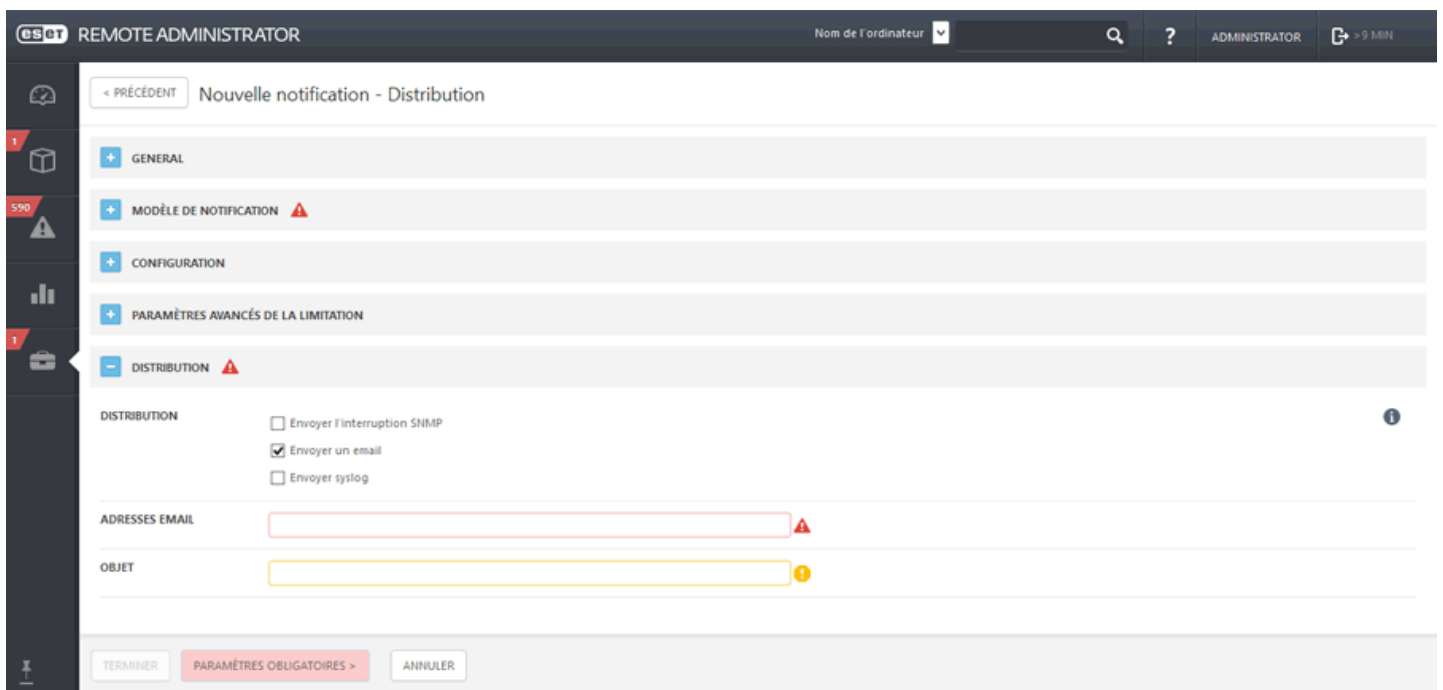 eset REMOTE ADMINISTRATOR
Nom de l'ordinateur
?
ADMINISTRATOR
>9 MIN
< PRÉCÉDENT
Nouvelle notification - Distribution
1
590
1
GENERAL
MODÈLE DE NOTIFICATION
CONFIGURATION
PARAMÈTRES AVANCÉS DE LA LIMITATION
DISTRIBUTION
DISTRIBUTION
Envoyer l'interruption SNMP
Envoyer un email
Envoyer syslog
ADRESSES EMAIL
OBJET
TERMINER
PARAMÈTRES OBLIGATOIRES >
ANNULER